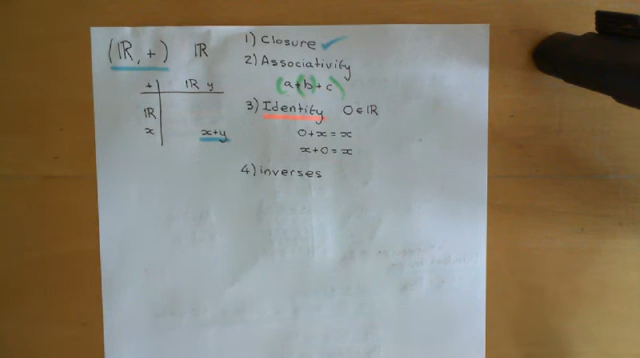 (ℝ, +) ℝ
+ ℝ y
ℝ
x x+y
1) Closure ✓
2) Associativity
(a+(b)+c)
3) Identity 0 ∈ ℝ
0+x=x
x+0=x
4) inverses